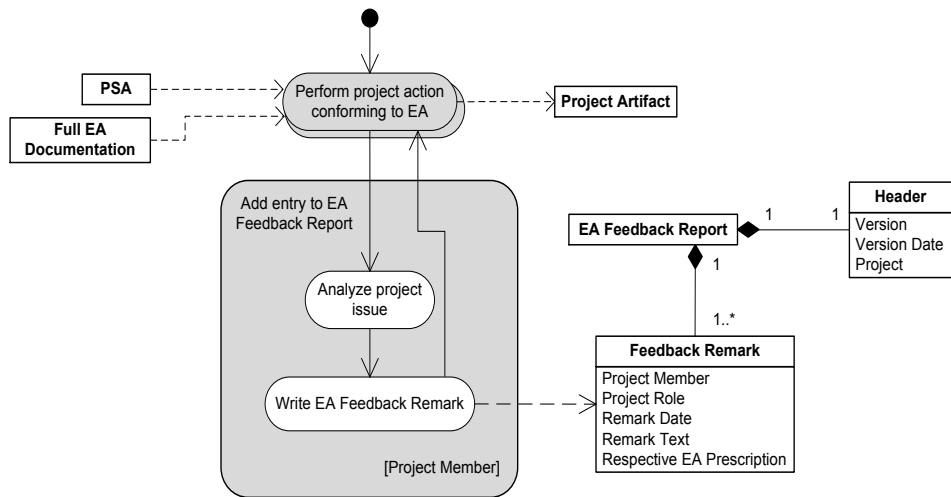 Perform project action
conforming to EA
PSA
Project Artifact
Full EA
Documentation
Add entry to EA
Feedback Report
Analyze project
issue
Write EA Feedback Remark
[Project Member]
EA Feedback Report
1
1
Header
Version
Version Date
Project
1
1..*
Feedback Remark
Project Member
Project Role
Remark Date
Remark Text
Respective EA Prescription